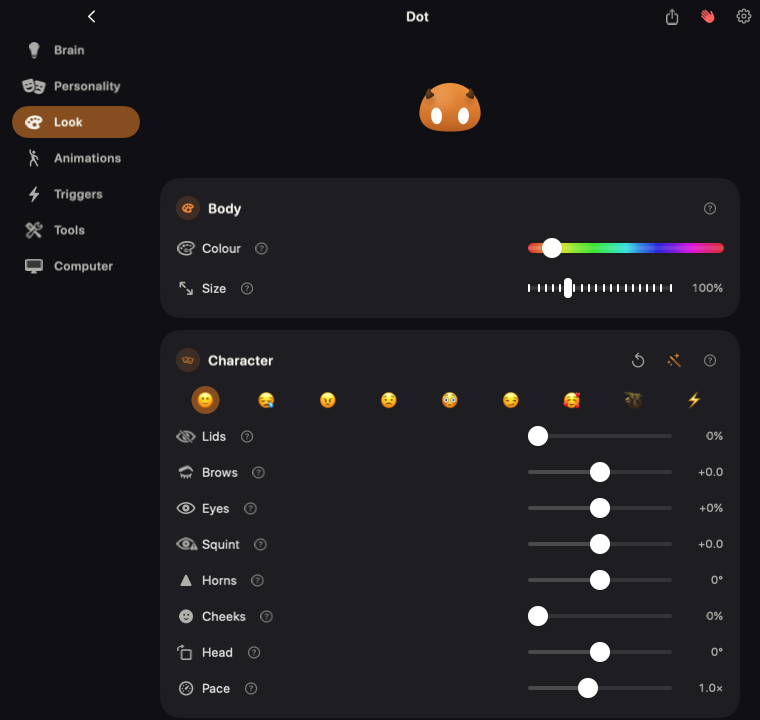 Dot
Brain
Personality
Look
Animations
Triggers
Tools
Computer
Body
Colour
Size
100%
Character
Lids
0%
Brows
+0.0
Eyes
+0%
Squint
+0.0
Horns
0°
Cheeks
0%
Head
0°
Pace
1.0×